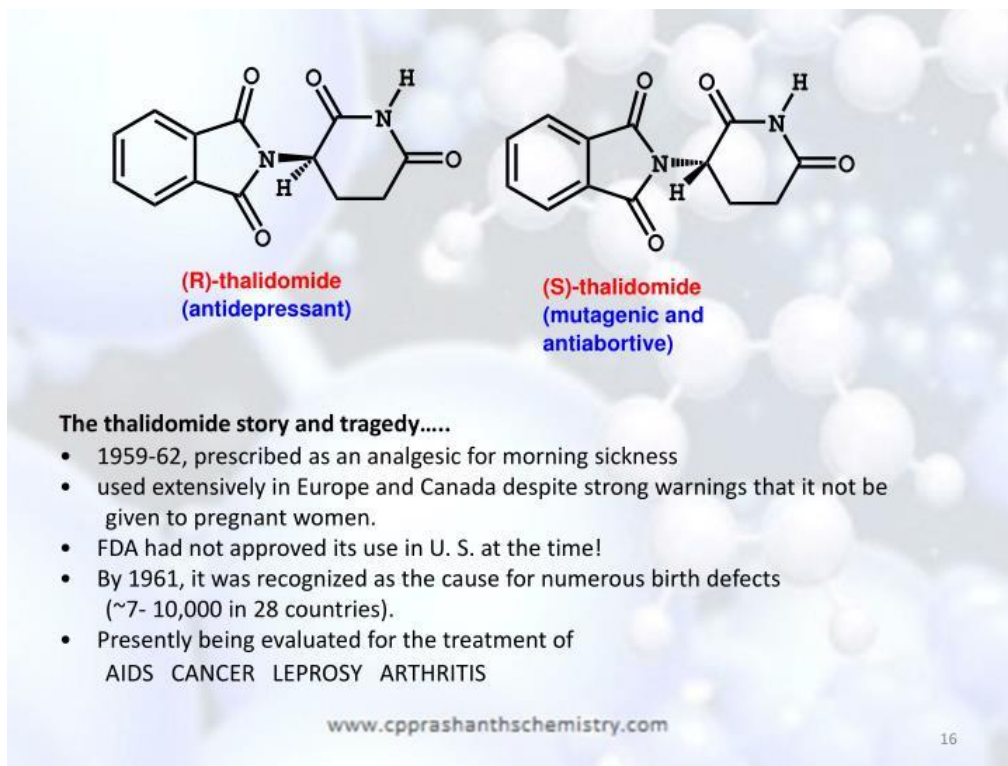 O O H
N
N O
H
O
O O H
N
N O
H
O
(R)-thalidomide
(antidepressant)
(S)-thalidomide
(mutagenic and
antiabortive)
The thalidomide story and tragedy.....
• 1959-62, prescribed as an analgesic for morning sickness
• used extensively in Europe and Canada despite strong warnings that it not be
given to pregnant women.
• FDA had not approved its use in U. S. at the time!
• By 1961, it was recognized as the cause for numerous birth defects
(~7- 10,000 in 28 countries).
• Presently being evaluated for the treatment of
AIDS CANCER LEPROSY ARTHRITIS
www.cpprashanthschemistry.com
16